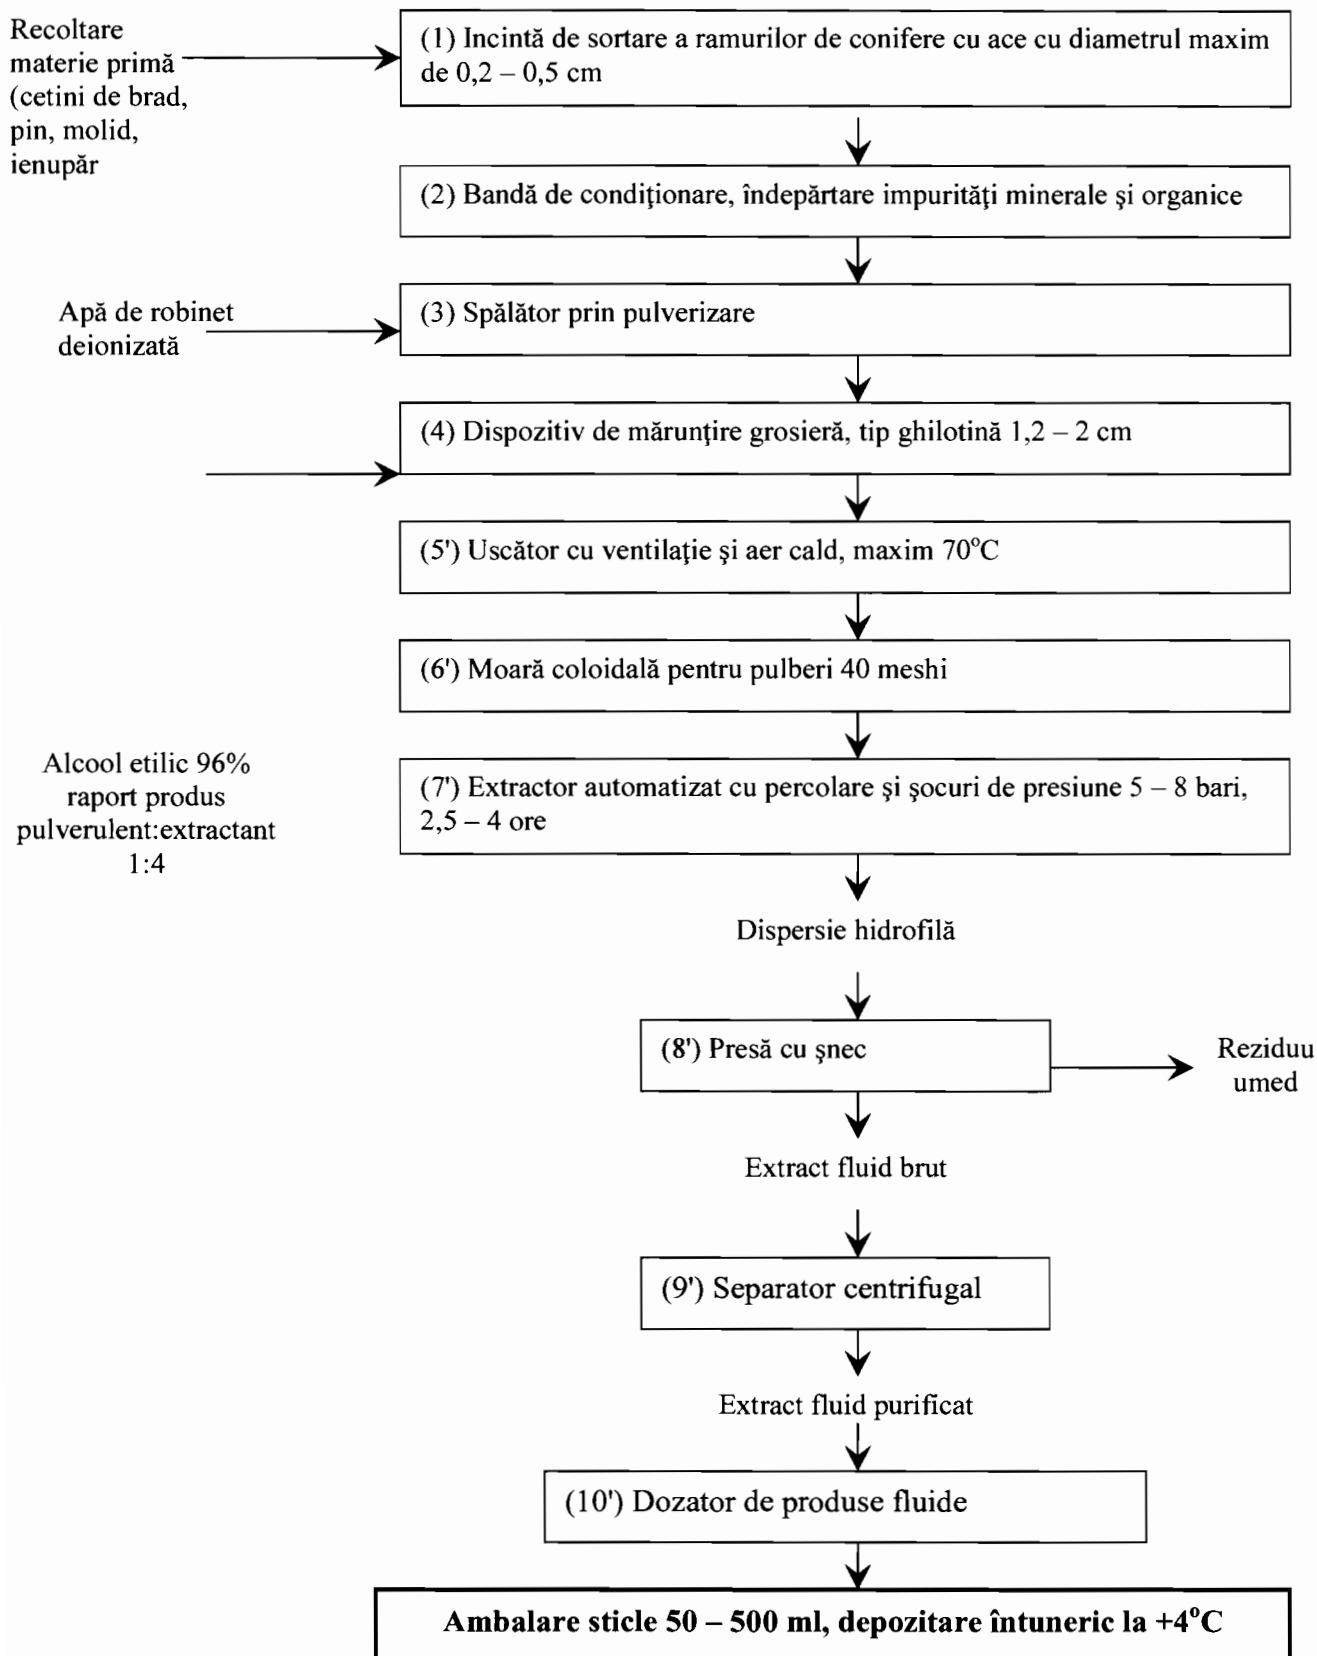 Recoltare
materie primă
(cetini de brad,
pin, molid,
ienupăr
(1) Incintă de sortare a ramurilor de conifere cu ace cu diametrul maxim
de 0,2 – 0,5 cm
(2) Bandă de condiţionare, îndepărtare impurităţi minerale şi organice
Apă de robinet
deionizată
(3) Spălător prin pulverizare
(4) Dispozitiv de mărunţire grosieră, tip ghilotină 1,2 – 2 cm
(5') Uscător cu ventilaţie şi aer cald, maxim 70°C
(6') Moară coloidală pentru pulberi 40 meshi
Alcool etilic 96%
raport produs
pulverulent:extractant
1:4
(7') Extractor automatizat cu percolare şi şocuri de presiune 5 – 8 bari,
2,5 – 4 ore
Dispersie hidrofilă
(8') Presă cu şnec
Reziduu
umed
Extract fluid brut
(9') Separator centrifugal
Extract fluid purificat
(10') Dozator de produse fluide
Ambalare sticle 50 – 500 ml, depozitare întuneric la +4°C